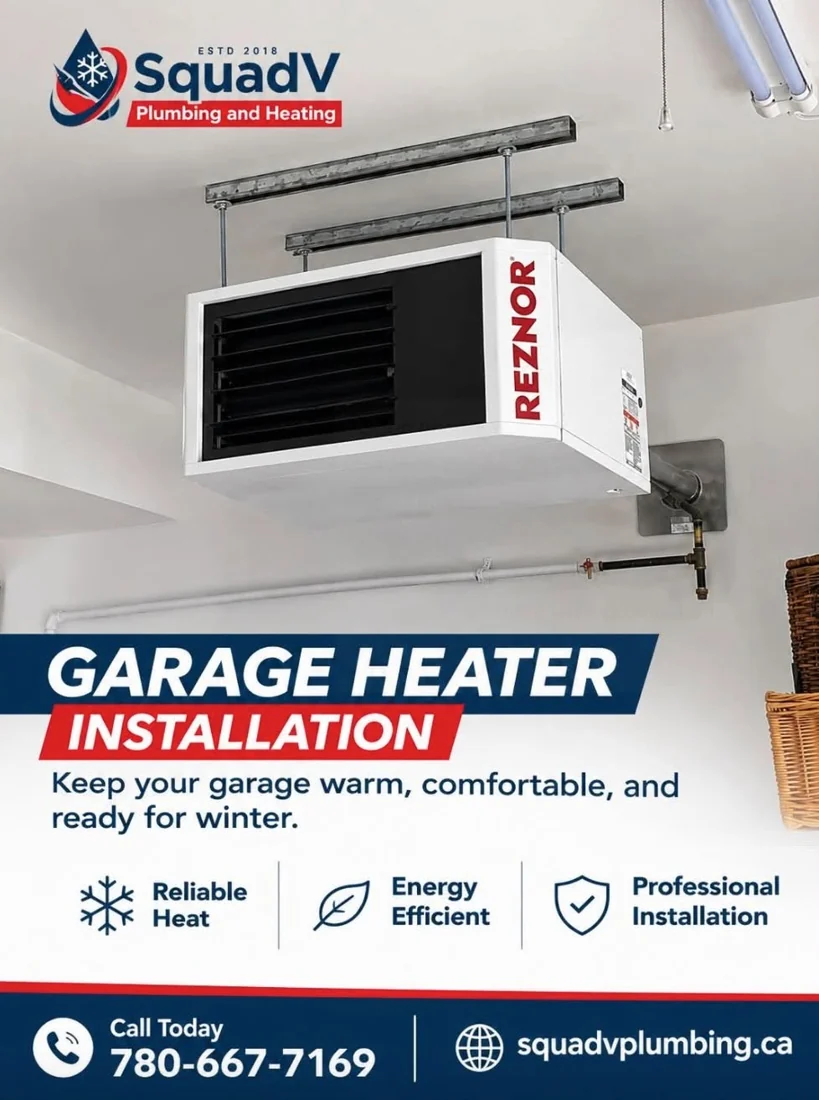 ESTD 2018
SquadV
Plumbing and Heating
REZNOR
GARAGE HEATER
INSTALLATION
Keep your garage warm, comfortable, and
ready for winter.
Reliable
Heat
Energy
Efficient
Professional
Installation
Call Today
780-667-7169
squadvplumbing.ca